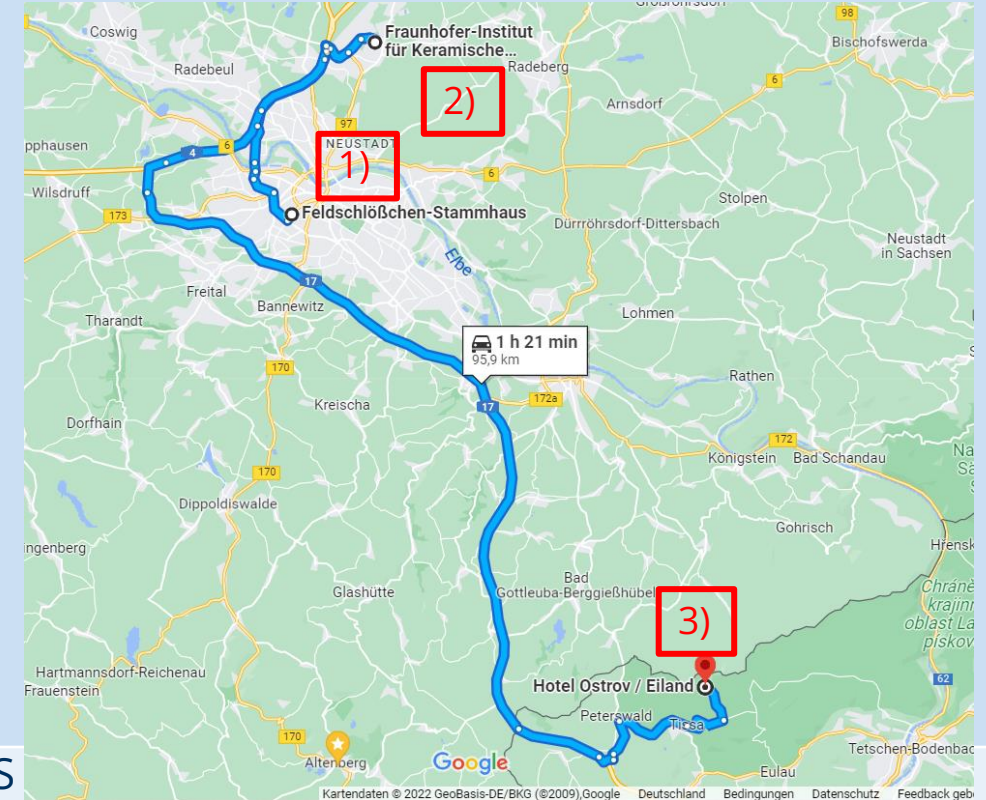 Coswig
98
Fraunhofer-Institut
für Keramische...
Bischofswerda
Radebeul
Radeberg
6
2)
Arnsdorf
97
NEUSTADT
1)
6
4
Wilsdruff
6
173
Stolpen
Feldschlößchen-Stammhaus
Dürrröhrsdorf-Dittersbach
Neustadt
in Sachsen
Elbe
17
Freital
Bannewitz
Lohmen
Tharandt
1 h 21 min
95,9 km
170
Rathen
172a
17
Kreischa
Dorfhain
172
Königstein
Bad Schandau
170
Dippoldiswalde
Gohrisch
Bad
Gottleuba-Berggießhübel
Glashütte
3)
Hartmannsdorf-Reichenau
62
Frauenstein
Hotel Ostrov / Eiland
Peterswald
Tissa
170
Altenberg
Google
Eulau
Kartendaten © 2022 GeoBasis-DE/BKG (©2009),Google
Deutschland
Bedingungen
Datenschutz
S